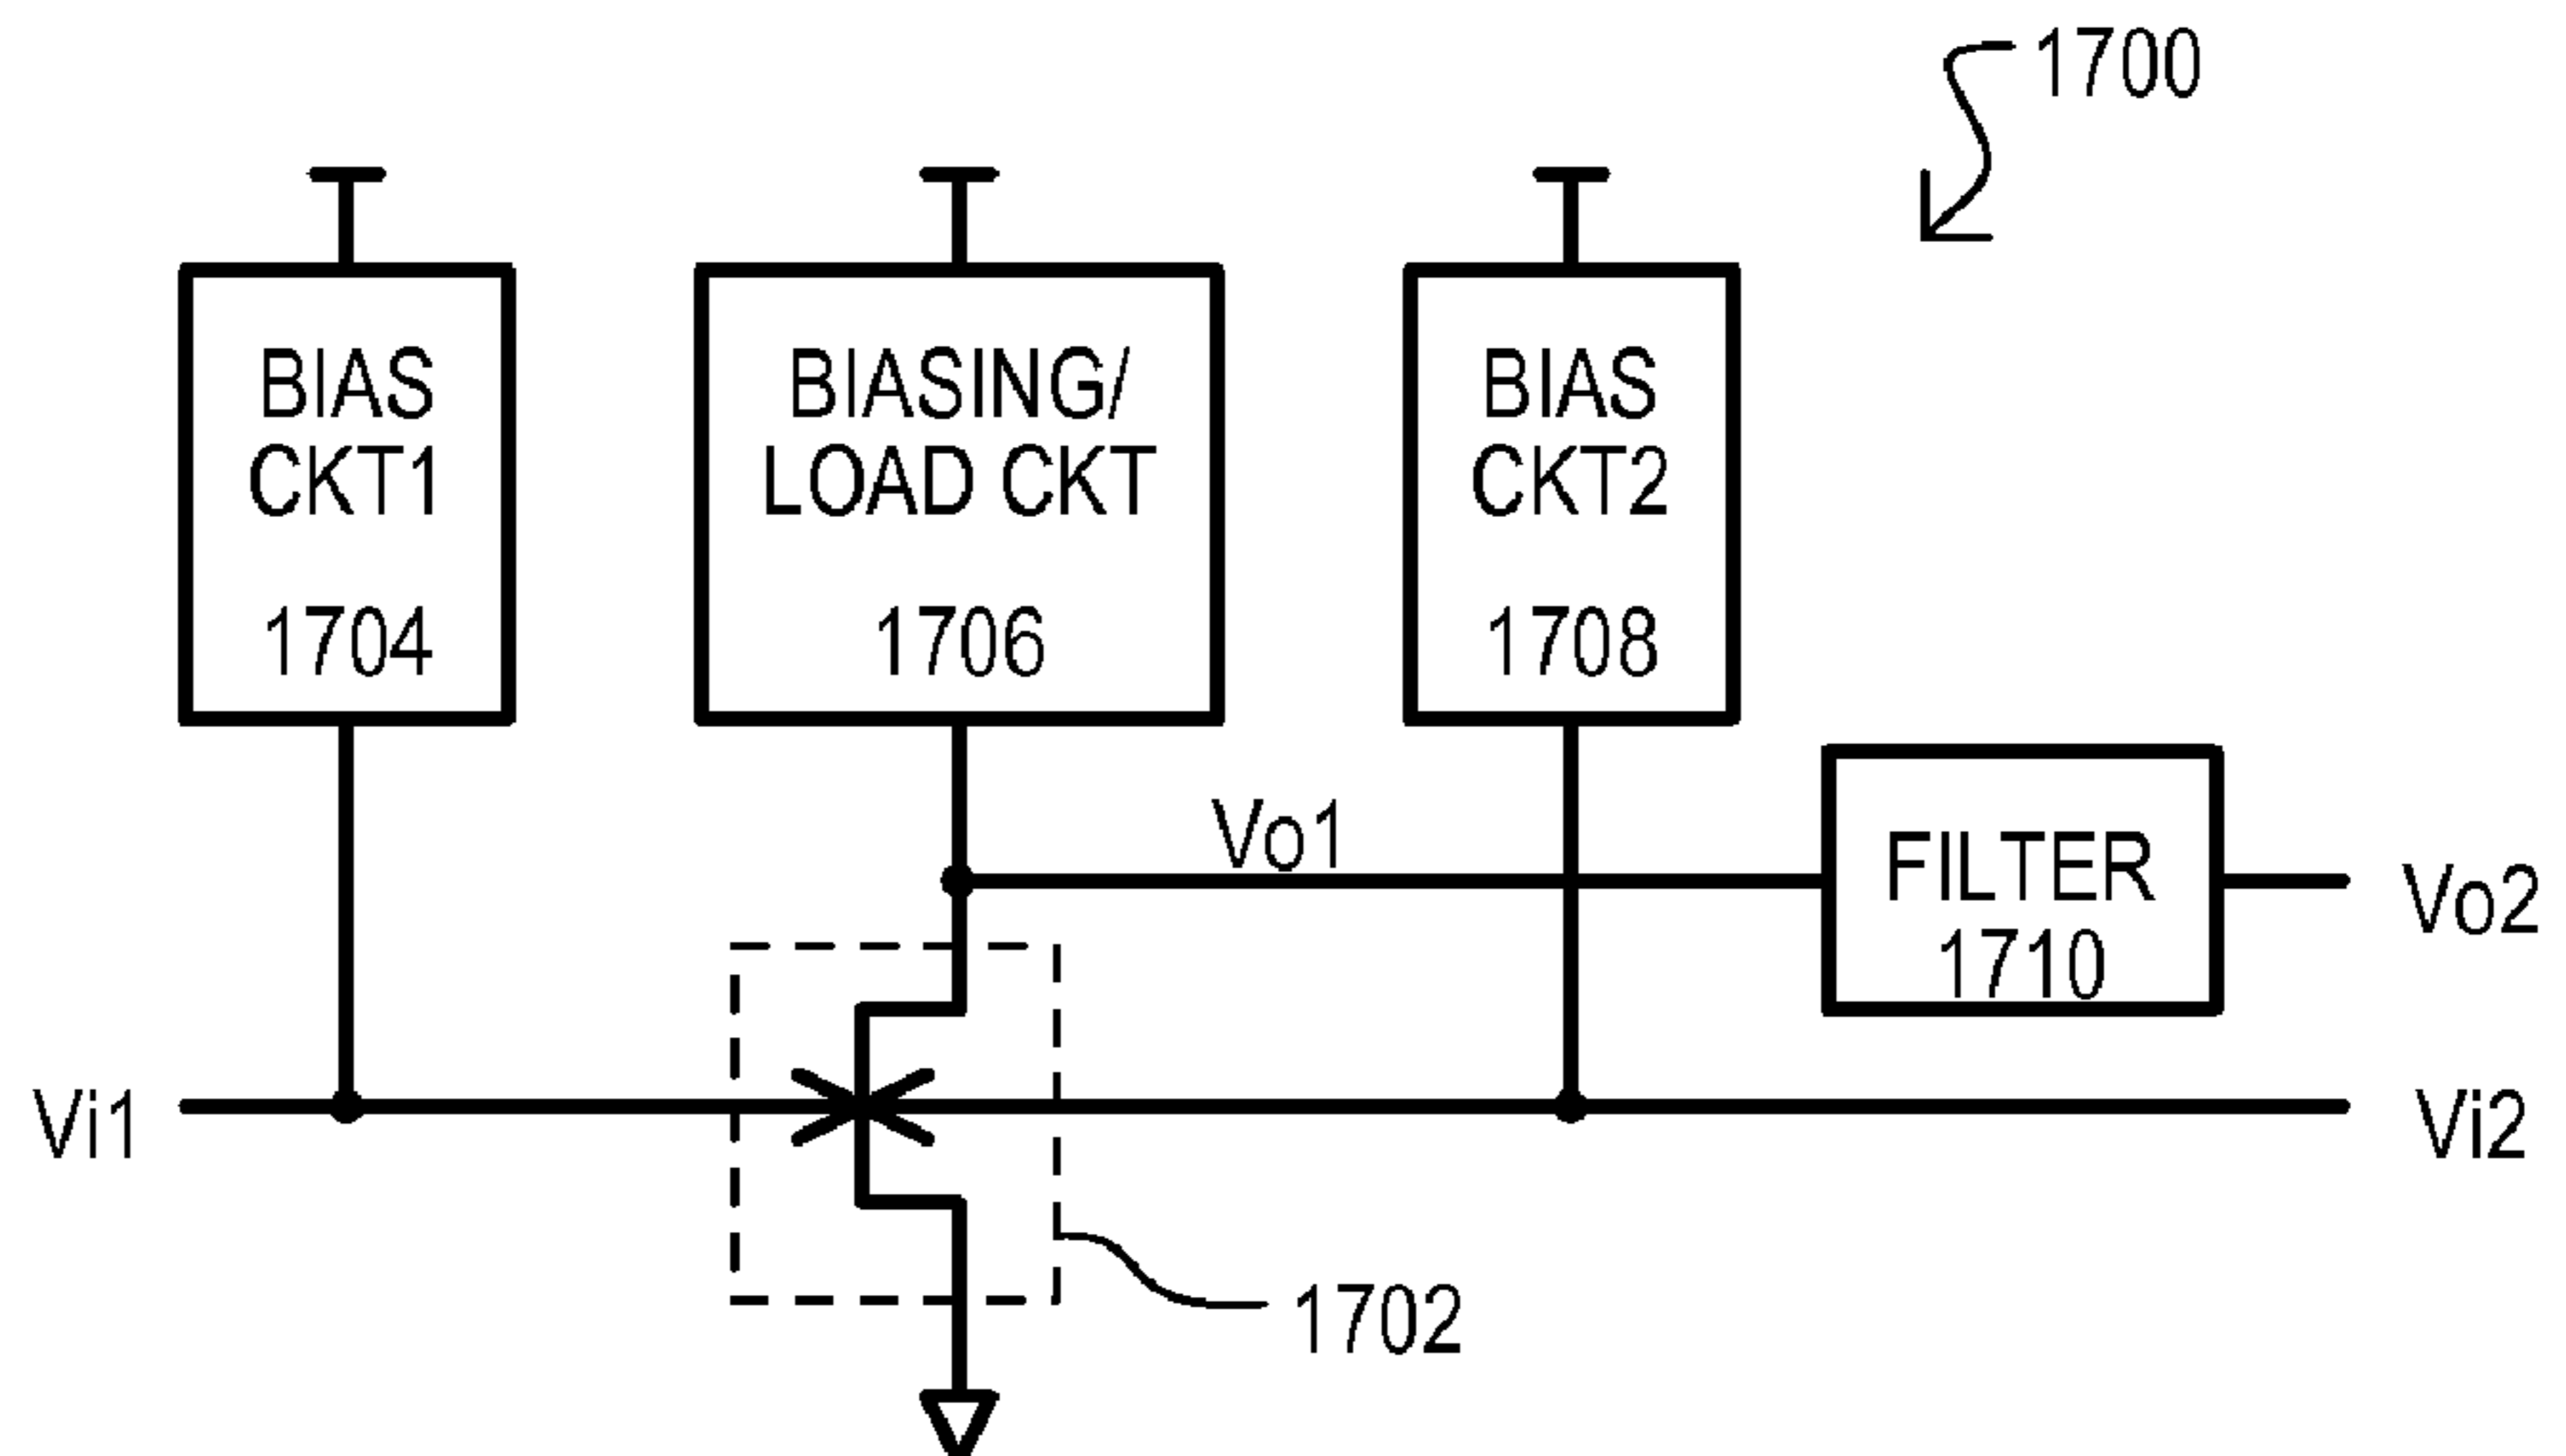 1700
BIAS
CKT1
1704
BIASING/
LOAD CKT
1706
BIAS
CKT2
1708
Vo1
FILTER
1710
Vo2
Vi1
Vi2
1702